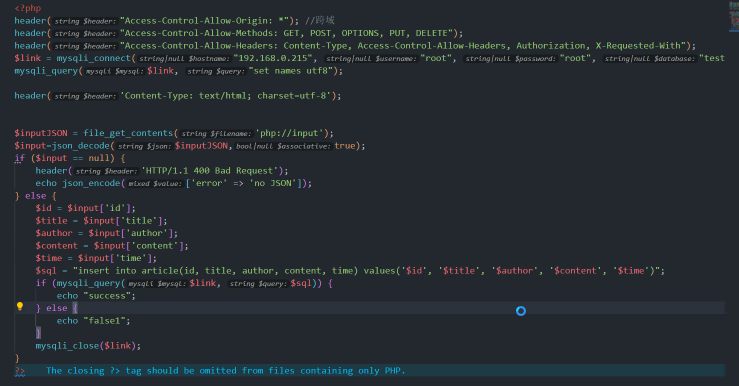 <?php
header(string $header: "Access-Control-Allow-Origin: *"); //跨域
header(string $header: "Access-Control-Allow-Methods: GET, POST, OPTIONS, PUT, DELETE");
header(string $header: "Access-Control-Allow-Headers: Content-Type, Access-Control-Allow-Headers, Authorization, X-Requested-With");
$link = mysqli_connect(string|null $hostname: "192.168.0.215", string|null $username: "root", string|null $password: "root", string|null $database: "test
mysqli_query(mysqli $mysql: $link, string $query: "set names utf8");
header(string $header: 'Content-Type: text/html; charset=utf-8');
$inputJSON = file_get_contents(string $filename: 'php://input');
$input=json_decode(string $json: $inputJSON, bool|null $associative: true);
if ($input == null) {
header(string $header: 'HTTP/1.1 400 Bad Request');
echo json_encode(mixed $value: ['error' => 'no JSON']);
} else {
$id = $input['id'];
$title = $input['title'];
$author = $input['author'];
$content = $input['content'];
$time = $input['time'];
$sql = "insert into article(id, title, author, content, time) values('$id', '$title', '$author', '$content', '$time')";
if (mysqli_query(mysqli $mysql: $link, string $query: $sql)) {
echo "success";
} else {
echo "false1";
}
mysqli_close($link);
}
?> The closing ?> tag should be omitted from files containing only PHP.